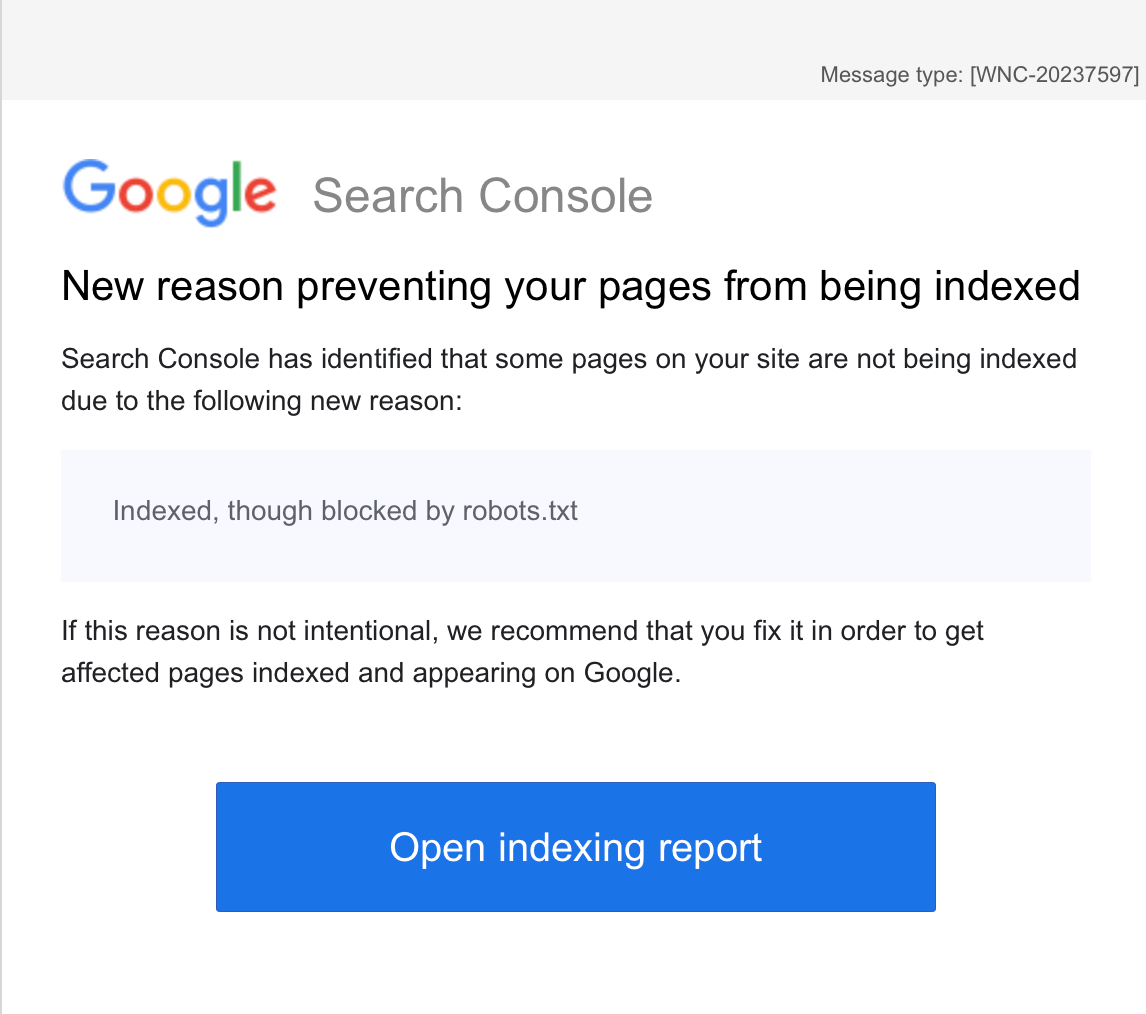 Message type: [WNC-20237597]
Google Search Console
New reason preventing your pages from being indexed
Search Console has identified that some pages on your site are not being indexed
due to the following new reason:
Indexed, though blocked by robots.txt
If this reason is not intentional, we recommend that you fix it in order to get
affected pages indexed and appearing on Google.
Open indexing report